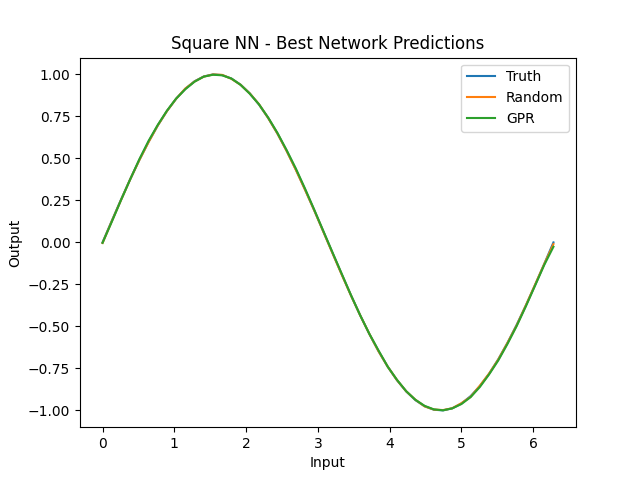 Square NN - Best Network Predictions
Truth
Random
GPR
1.00
0.75
0.50
0.25
0.00
−0.25
−0.50
−0.75
−1.00
Output
0 1 2 3 4 5 6
Input